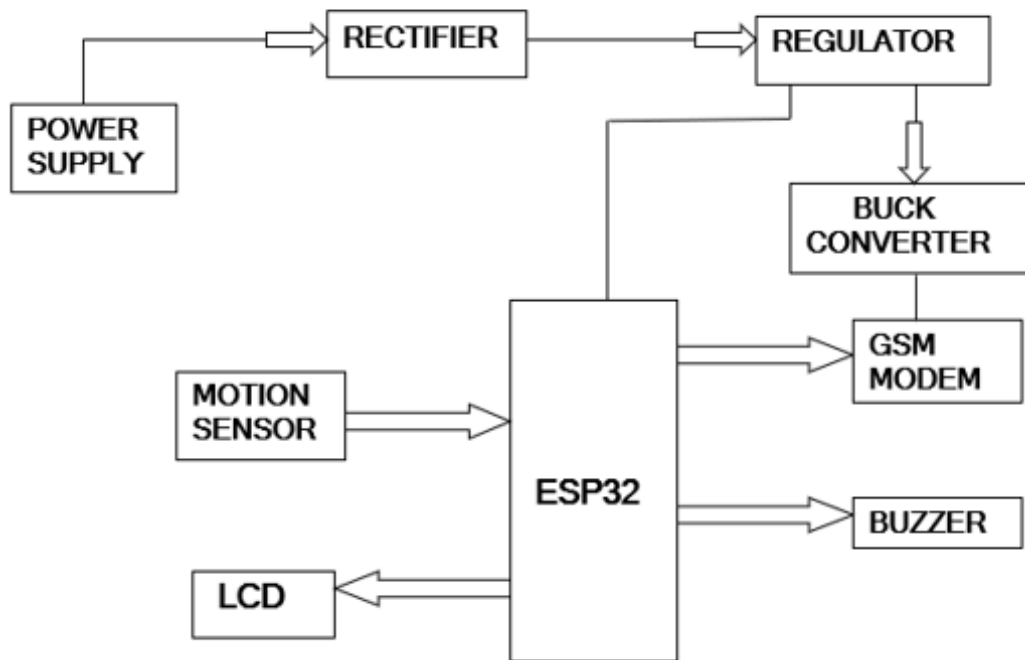 RECTIFIER
REGULATOR
POWER
SUPPLY
BUCK
CONVERTER
GSM
MODEM
MOTION
SENSOR
ESP32
BUZZER
LCD